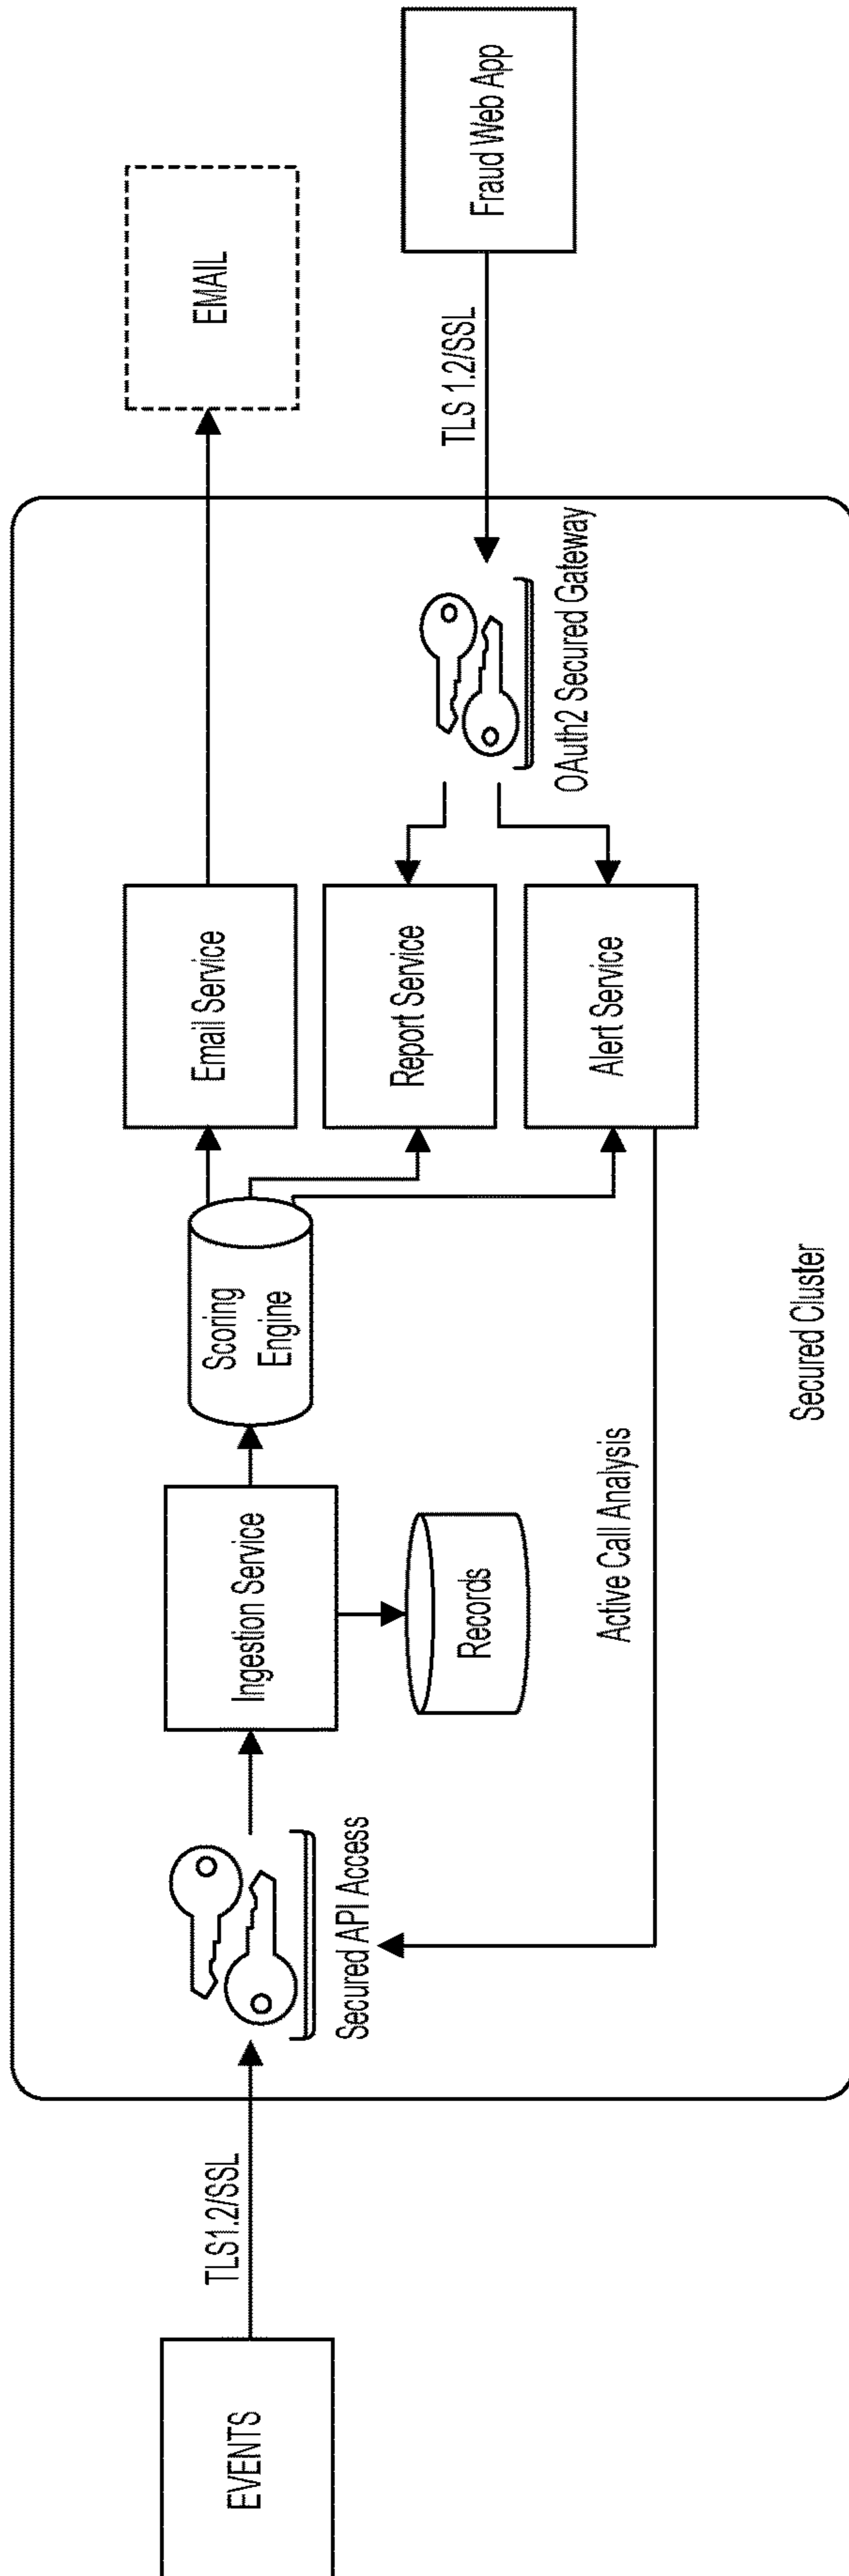 EVENTS
TLS1.2/SSL
Secured API Access
Ingestion Service
Records
Scoring
Engine
Active Call Analysis
Email Service
Report Service
Alert Service
OAuth2 Secured Gateway
Secured Cluster
TLS 1.2/SSL
EMAIL
Fraud Web App